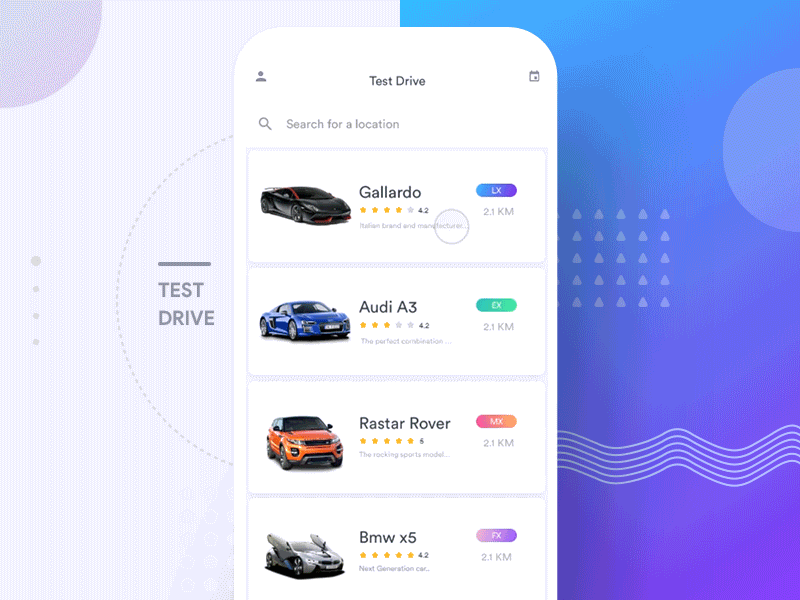 Test Drive
Search for a location
TEST
DRIVE
Gallardo
LX
4.2
2.1 KM
Italian brand and manufacturer...
Audi A3
EX
4.2
2.1 KM
The perfect combination ...
Rastar Rover
MX
5
2.1 KM
The rocking sports model...
Bmw x5
FX
4.2
2.1 KM
Next Generation car...